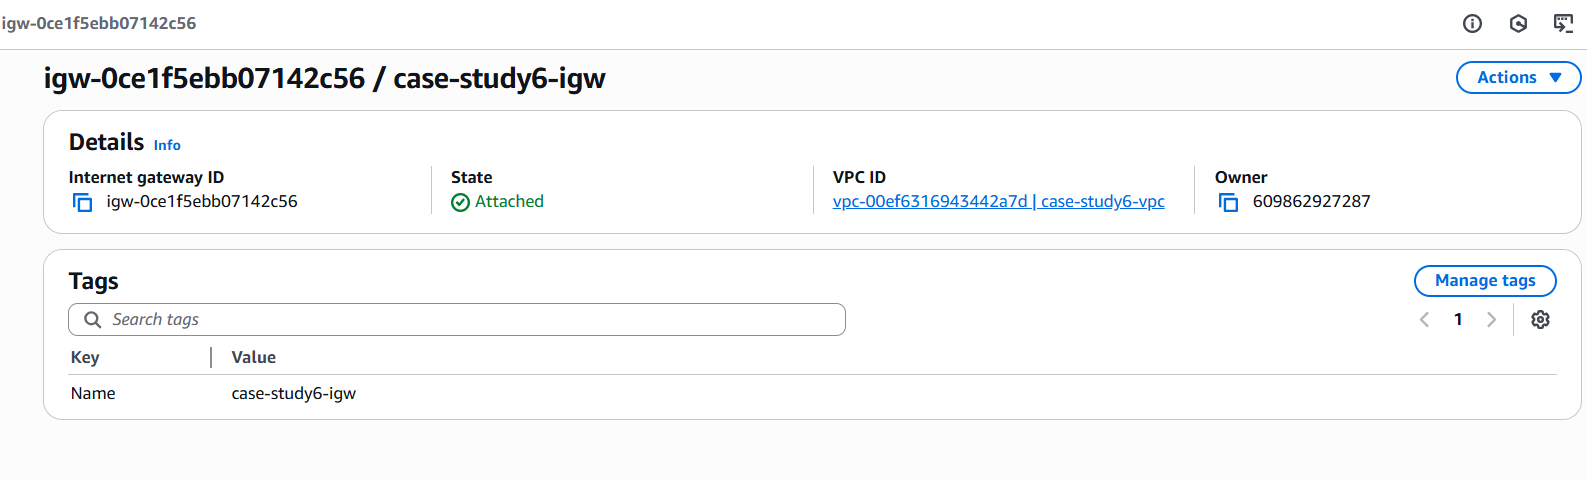 igw-0ce1f5ebb07142c56
igw-0ce1f5ebb07142c56 / case-study6-igw
Actions
Details Info
Internet gateway ID
igw-0ce1f5ebb07142c56
State
Attached
VPC ID
vpc-00ef6316943442a7d | case-study6-vpc
Owner
609862927287
Tags
Manage tags
Search tags
1
Key Value
Name case-study6-igw